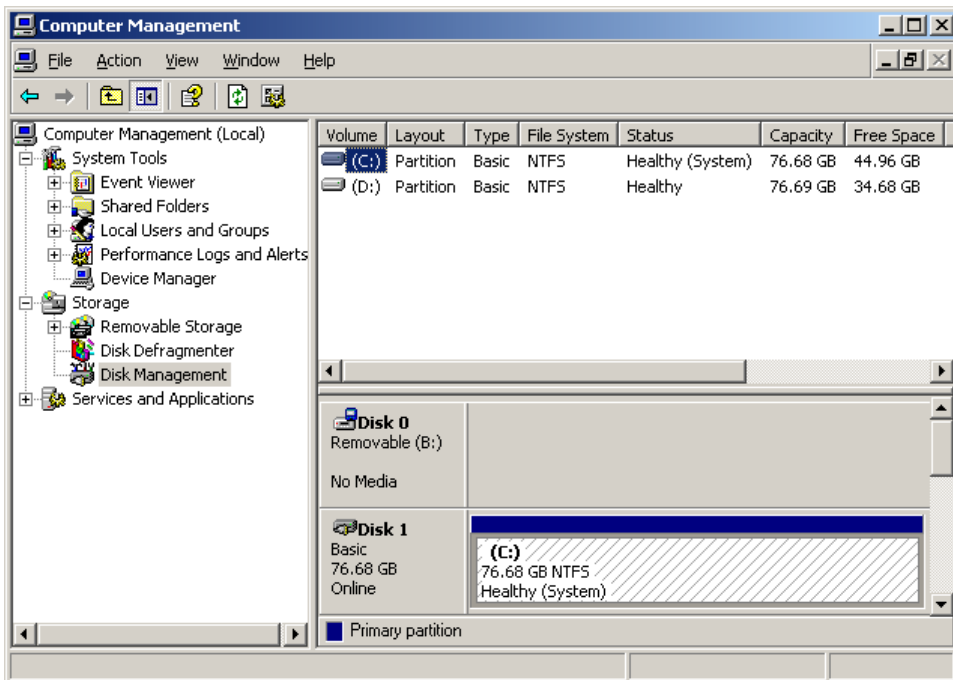 Computer Management
File Action View Window Help
Computer Management (Local)
System Tools
Event Viewer
Shared Folders
Local Users and Groups
Performance Logs and Alerts
Device Manager
Storage
Removable Storage
Disk Defragmenter
Disk Management
Services and Applications
Volume Layout Type File System Status Capacity Free Space
(C:) Partition Basic NTFS Healthy (System) 76.68 GB 44.96 GB
(D:) Partition Basic NTFS Healthy 76.69 GB 34.68 GB
Disk 0
Removable (B:)
No Media
Disk 1
Basic
76.68 GB
Online
(C:)
76.68 GB NTFS
Healthy (System)
Primary partition